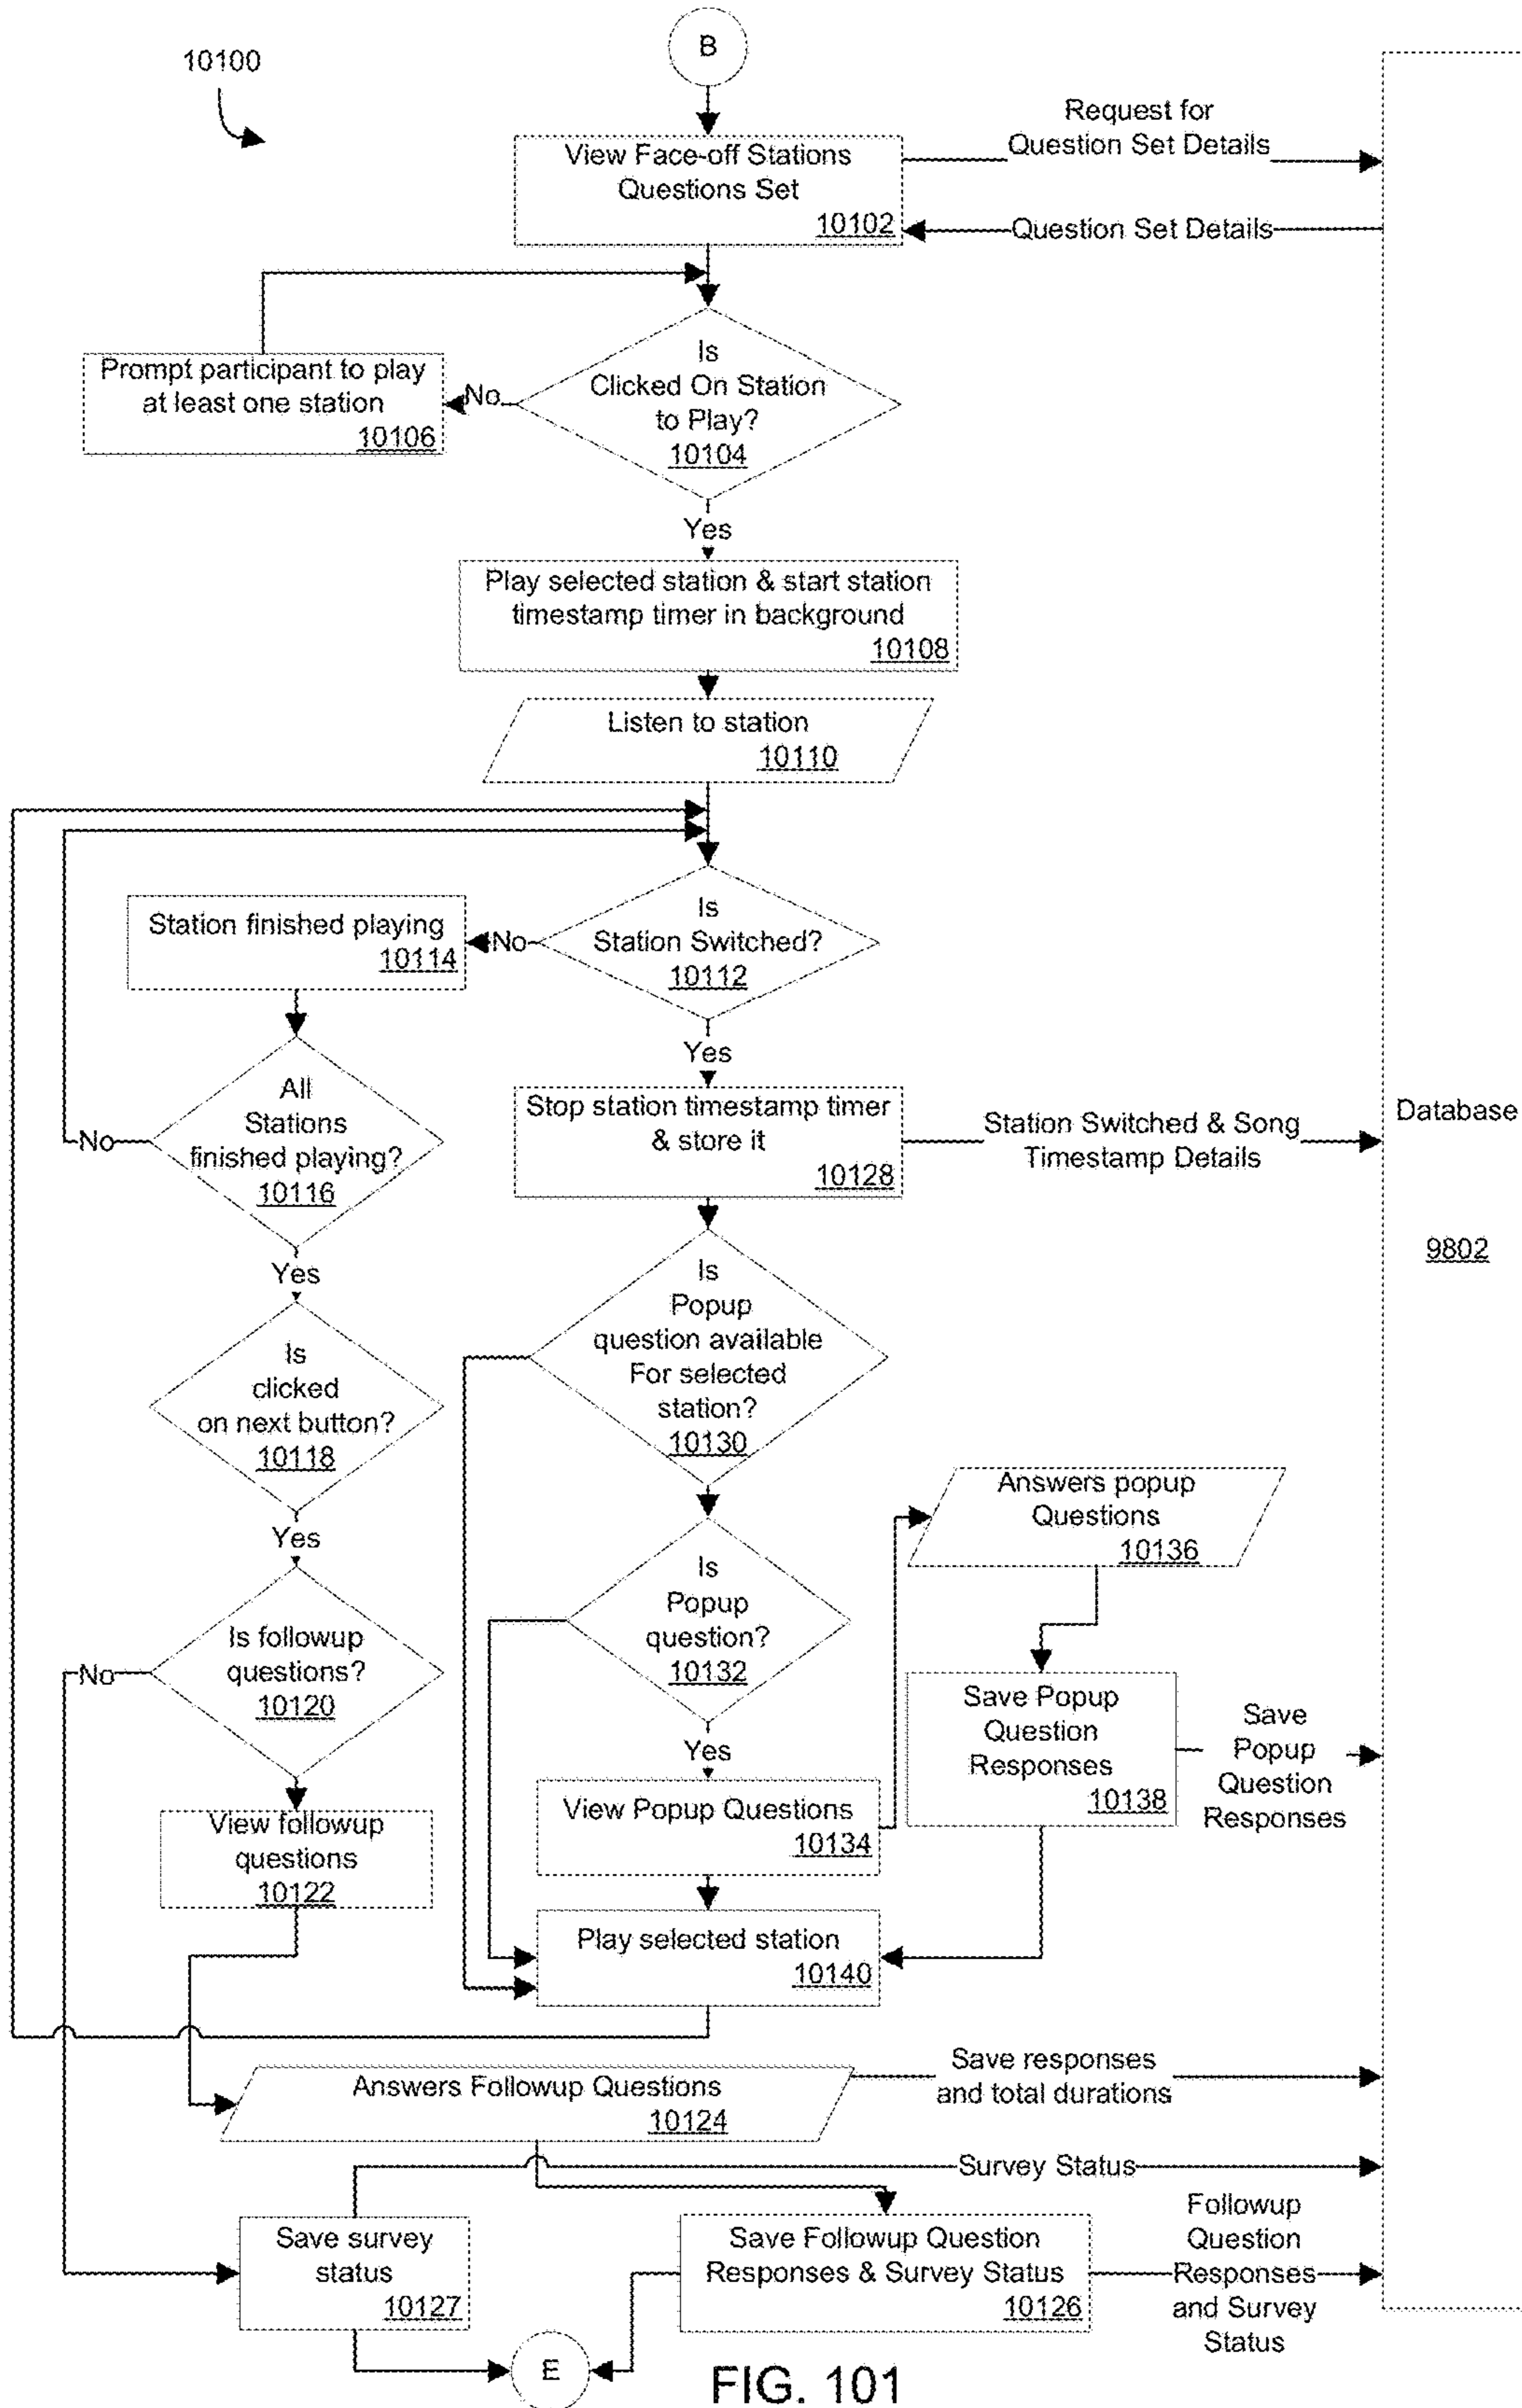 10100
B
View Face-off Stations
Questions Set
10102
Request for
Question Set Details
Question Set Details
Prompt participant to play
at least one station
10106
No
Is
Clicked On Station
to Play?
10104
Yes
Play selected station & start station
timestamp timer in background
10108
Listen to station
10110
Station finished playing
10114
No
Is
Station Switched?
10112
Yes
All
Stations
finished playing?
10116
No
Stop station timestamp timer
& store it
10128
Station Switched & Song
Timestamp Details
Database
9802
Yes
Is
Popup
question available
For selected
station?
10130
Is
clicked
on next button?
10118
Yes
Answers popup
Questions
10136
Is
Popup
question?
10132
Is followup
questions?
10120
No
Yes
Save Popup
Question
Responses
10138
Save
Popup
Question
Responses
View Popup Questions
10134
View followup
questions
10122
Play selected station
10140
Answers Followup Questions
10124
Save responses
and total durations
Survey Status
Save survey
status
10127
Save Followup Question
Responses & Survey Status
10126
Followup
Question
Responses
and Survey
Status
E
FIG. 101